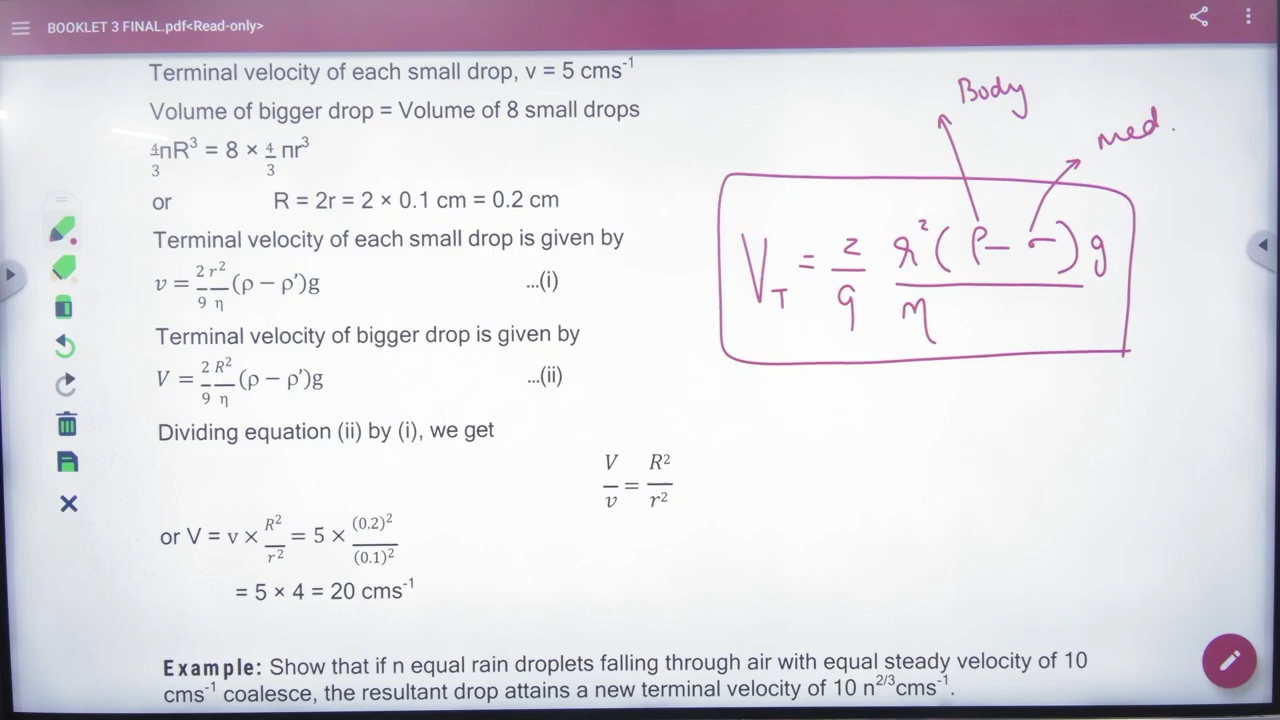 BOOKLET 3 FINAL.pdf<Read-only>
Terminal velocity of each small drop, v = 5 cms⁻¹
Volume of bigger drop = Volume of 8 small drops
4/3 πR³ = 8 × 4/3 πr³
or R = 2r = 2 × 0.1 cm = 0.2 cm
Terminal velocity of each small drop is given by
v = 2/9 r²/η (ρ − ρ')g ...(i)
Terminal velocity of bigger drop is given by
V = 2/9 R²/η (ρ − ρ')g ...(ii)
Dividing equation (ii) by (i), we get
V/v = R²/r²
or V = v × R²/r² = 5 × (0.2)²/(0.1)²
= 5 × 4 = 20 cms⁻¹
Example: Show that if n equal rain droplets falling through air with equal steady velocity of 10
cms⁻¹ coalesce, the resultant drop attains a new terminal velocity of 10 n²/³cms⁻¹.
Body
med.
V_T = 2/9 r²(ρ − σ)g/η